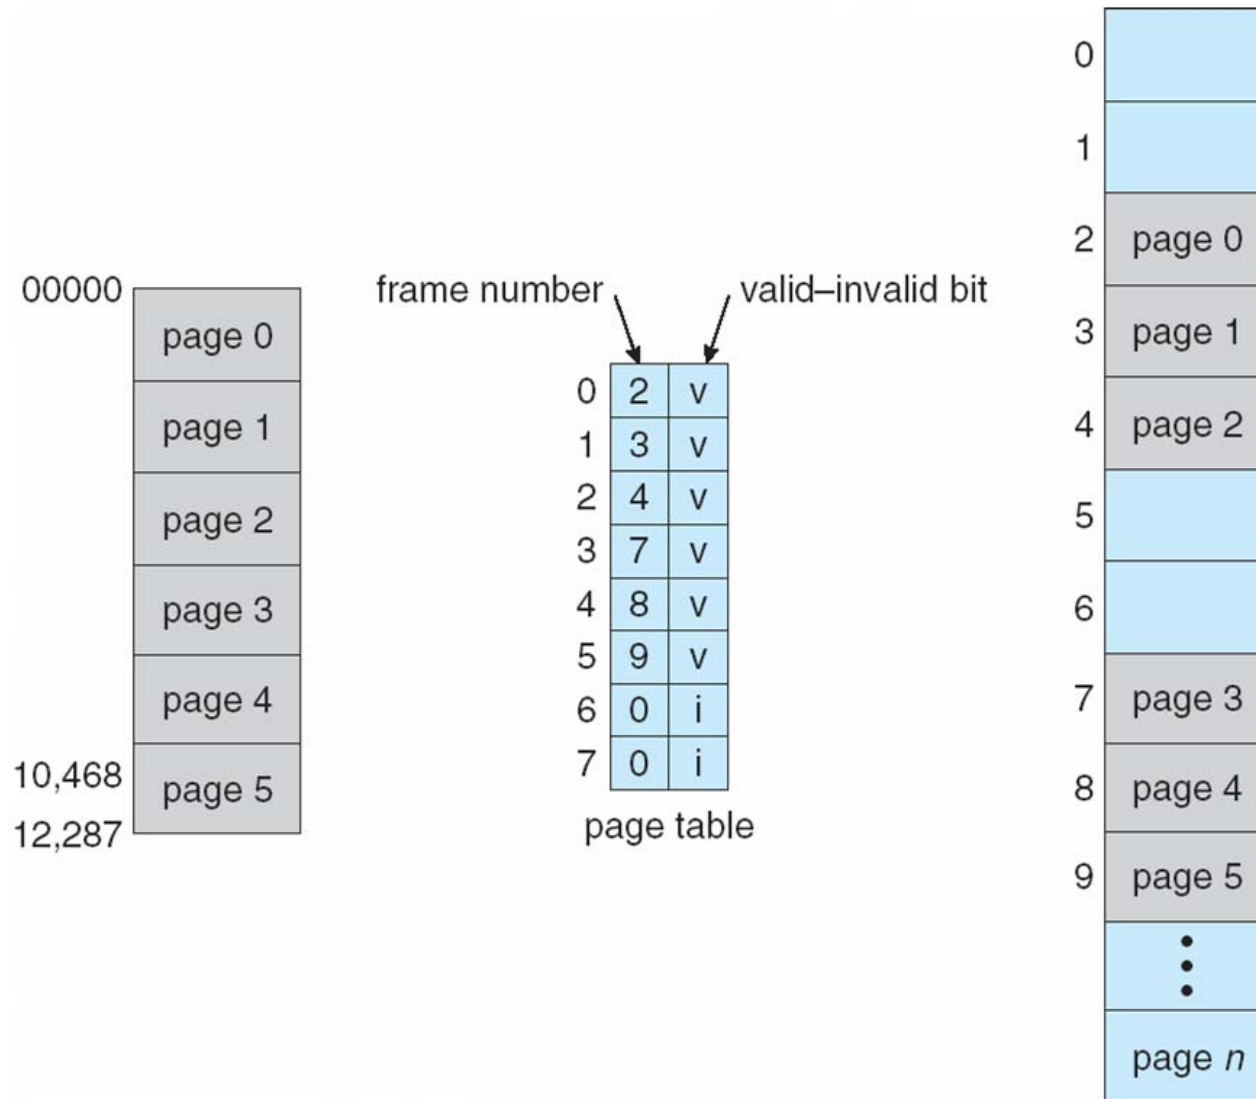 00000
page 0
page 1
page 2
page 3
page 4
10,468
page 5
12,287
frame number
valid–invalid bit
0 2 v
1 3 v
2 4 v
3 7 v
4 8 v
5 9 v
6 0 i
7 0 i
page table
0
1
2 page 0
3 page 1
4 page 2
5
6
7 page 3
8 page 4
9 page 5
page n